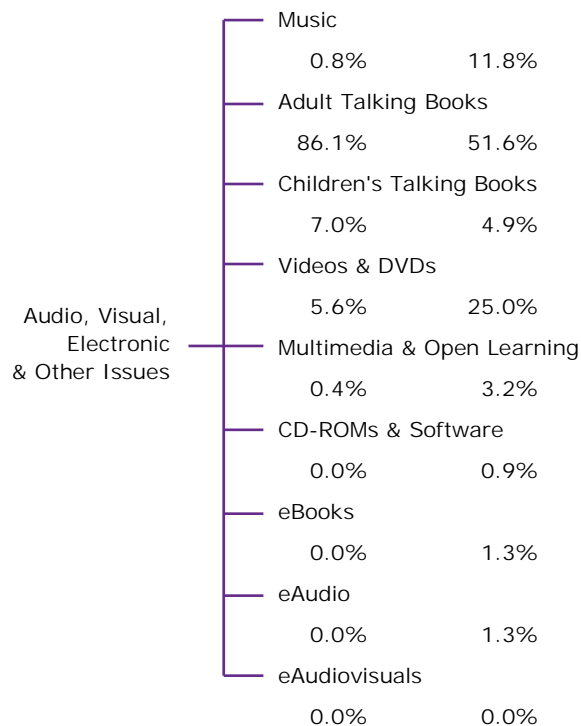 Music
0.8% 11.8%
Adult Talking Books
86.1% 51.6%
Children's Talking Books
7.0% 4.9%
Videos & DVDs
5.6% 25.0%
Audio, Visual,
Electronic
& Other Issues
Multimedia & Open Learning
0.4% 3.2%
CD-ROMs & Software
0.0% 0.9%
eBooks
0.0% 1.3%
eAudio
0.0% 1.3%
eAudiovisuals
0.0% 0.0%